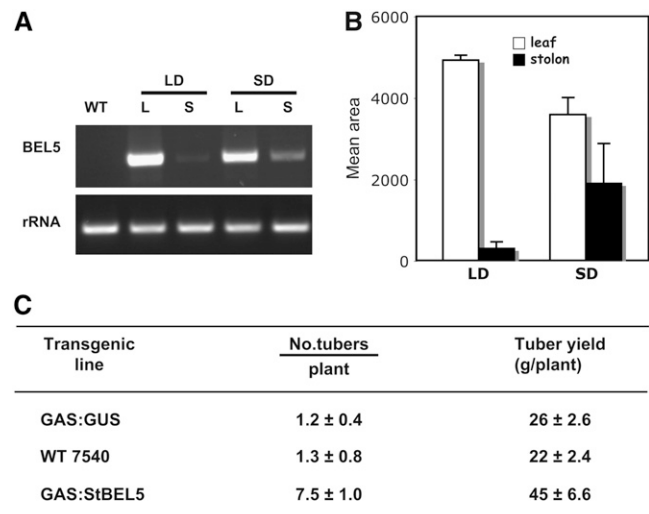 A
LD SD
WT L S L S
BEL5
rRNA
B
6000
4000
2000
0
Mean area
leaf
stolon
LD SD
C
Transgenic line No.tubers plant Tuber yield (g/plant)
GAS:GUS 1.2 ± 0.4 26 ± 2.6
WT 7540 1.3 ± 0.8 22 ± 2.4
GAS:StBEL5 7.5 ± 1.0 45 ± 6.6